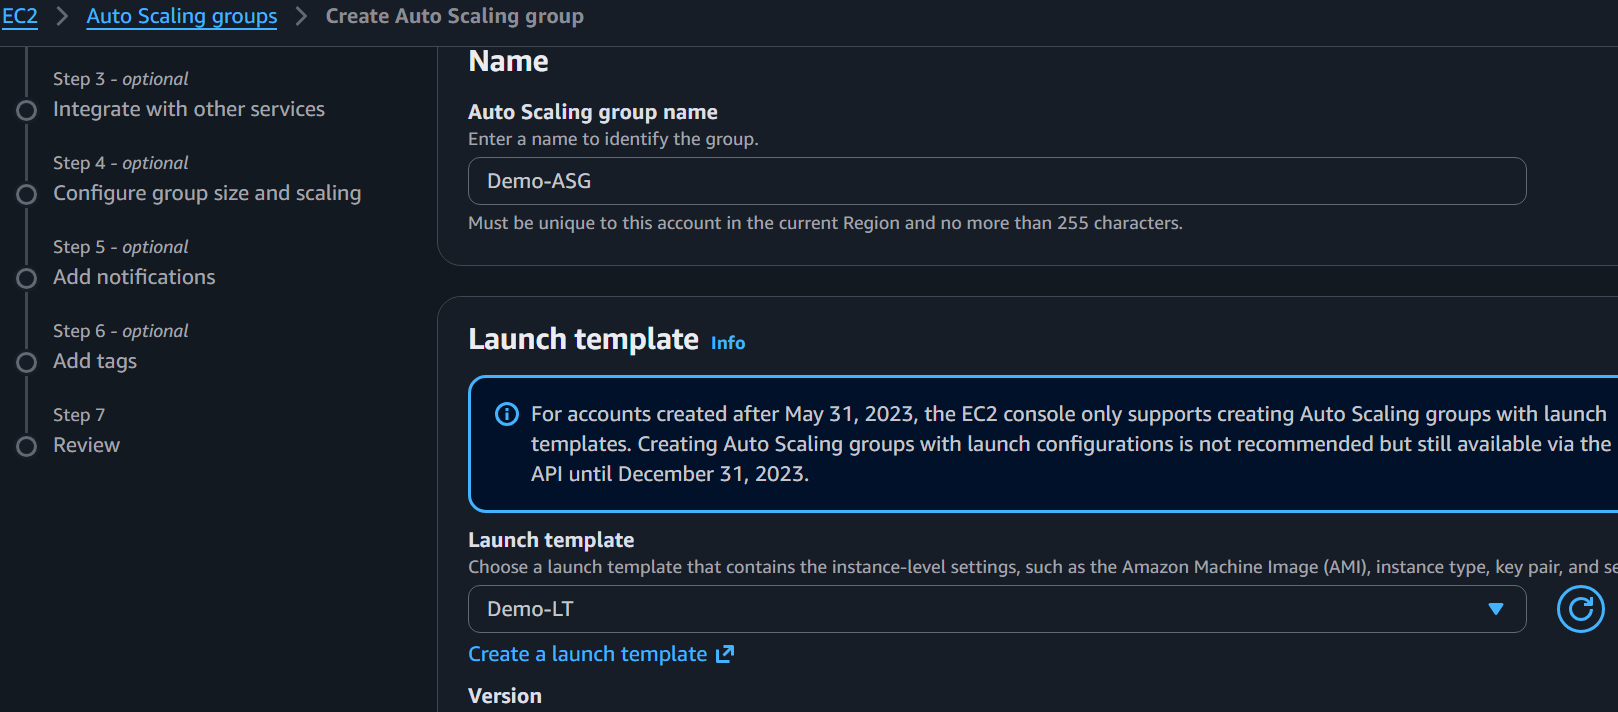 EC2 > Auto Scaling groups > Create Auto Scaling group
Step 3 - optional
Integrate with other services
Step 4 - optional
Configure group size and scaling
Step 5 - optional
Add notifications
Step 6 - optional
Add tags
Step 7
Review
Name
Auto Scaling group name
Enter a name to identify the group.
Demo-ASG
Must be unique to this account in the current Region and no more than 255 characters.
Launch template Info
For accounts created after May 31, 2023, the EC2 console only supports creating Auto Scaling groups with launch
templates. Creating Auto Scaling groups with launch configurations is not recommended but still available via the
API until December 31, 2023.
Launch template
Choose a launch template that contains the instance-level settings, such as the Amazon Machine Image (AMI), instance type, key pair, and
Demo-LT
Create a launch template
Version